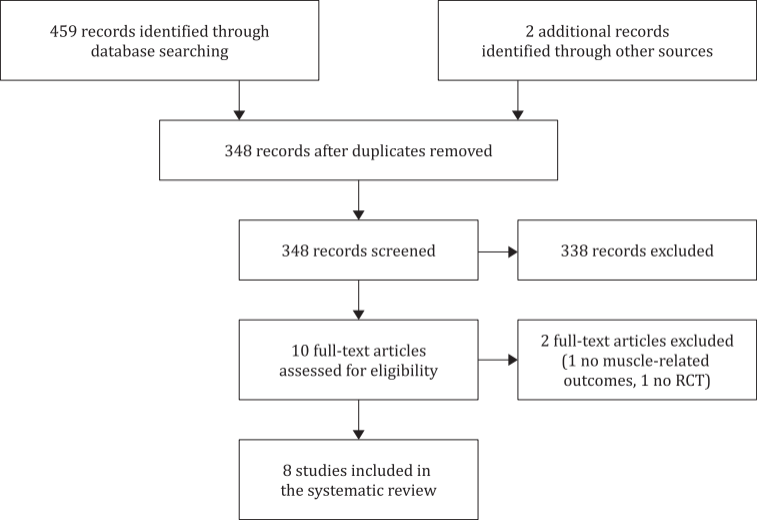 459 records identified through
database searching
2 additional records
identified through other sources
348 records after duplicates removed
348 records screened
338 records excluded
10 full-text articles
assessed for eligibility
2 full-text articles excluded
(1 no muscle-related
outcomes, 1 no RCT)
8 studies included in
the systematic review